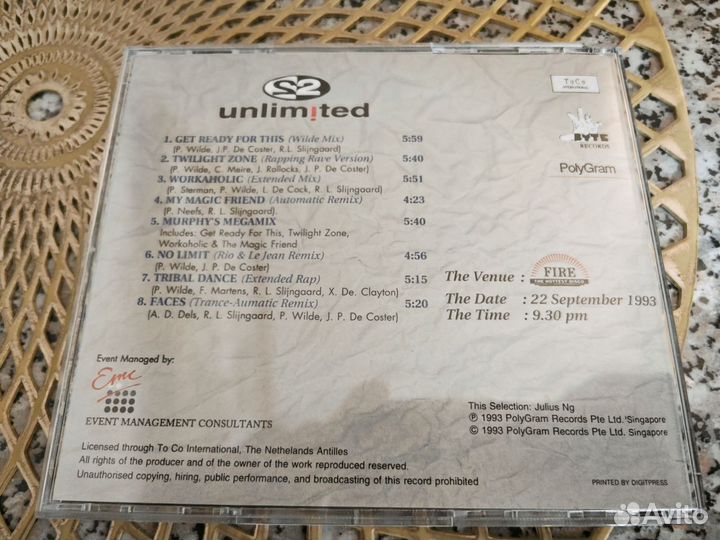 2
unlim!ted
ToCo
BYTE
RECORDS
PolyGram
1. GET READY FOR THIS (Wilde Mix) 5:59
(P. Wilde, J.P. De Coster, R.L. Slijngaard)
2. TWILIGHT ZONE (Rapping Rave Version) 5:40
(P. Wilde, C. Meire, J. Rollocks, J. P. De Coster)
3. WORKAHOLIC (Extended Mix) 5:51
(P. Sterman, P. Wilde, L. De Cock, R. L. Slijngaard)
4. MY MAGIC FRIEND (Automatic Remix) 4:23
(P. Neefs, R. L. Slijngaard)
5. MURPHY'S MEGAMIX 5:40
Includes: Get Ready For This, Twilight Zone,
Workaholic & The Magic Friend
6. NO LIMIT (Rio & Le Jean Remix) 4:56
(P. Wilde, J. P. De Coster)
7. TRIBAL DANCE (Extended Rap) 5:15
(P. Wilde, F. Martens, R. L. Slijngaard, X. De. Clayton)
8. FACES (Trance-Aumatic Remix) 5:20
(A. D. Dels, R. L. Slijngaard, P. Wilde, J. P. De Coster)
The Venue : FIRE
THE HOTTEST DISCO
The Date : 22 September 1993
The Time : 9.30 pm
Event Managed by:
Emc
EVENT MANAGEMENT CONSULTANTS
This Selection: Julius Ng
℗ 1993 PolyGram Records Pte Ltd. Singapore
© 1993 PolyGram Records Pte Ltd. Singapore
Licensed through To Co International, The Nethelands Antilles
All rights of the producer and of the owner of the work reproduced reserved.
Unauthorised copying, hiring, public performance, and broadcasting of this record prohibited
PRINTED BY DIGITPRESS
Avito